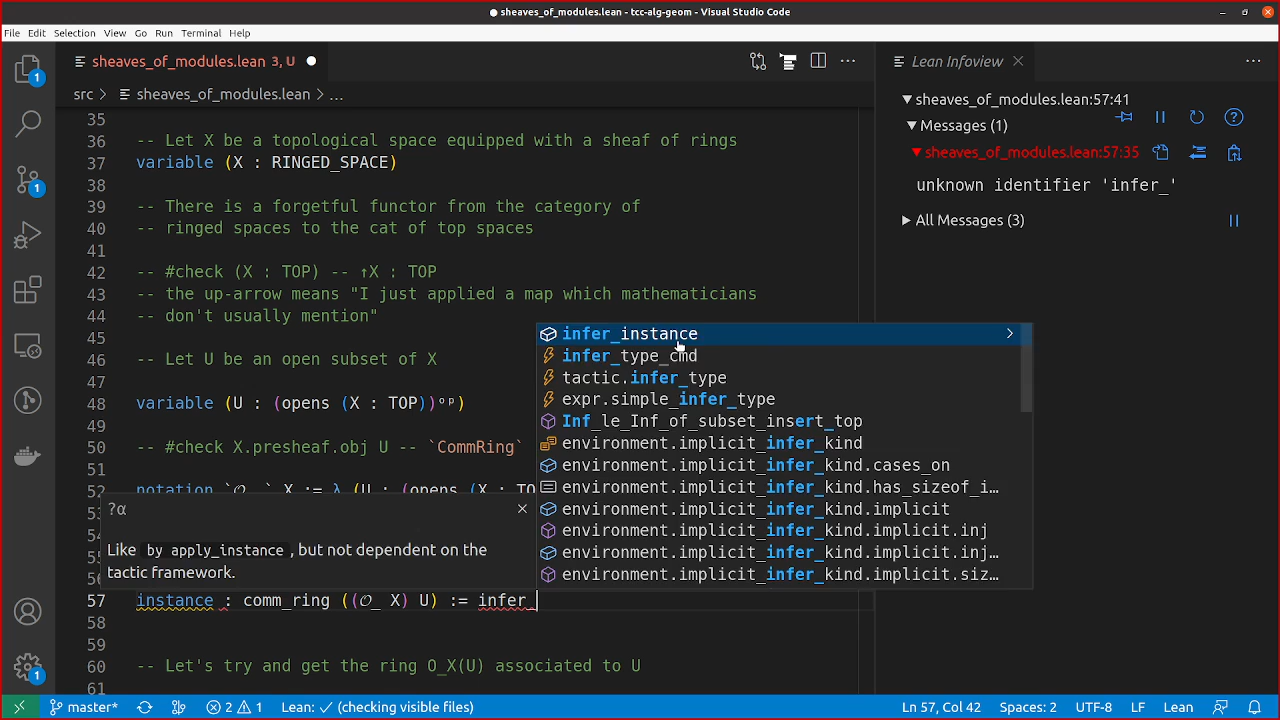 ● sheaves_of_modules.lean - tcc-alg-geom - Visual Studio Code
File Edit Selection View Go Run Terminal Help
sheaves_of_modules.lean 3, U ●
src > sheaves_of_modules.lean > ...
35
36 -- Let X be a topological space equipped with a sheaf of rings
37 variable (X : RINGED_SPACE)
38
39 -- There is a forgetful functor from the category of
40 -- ringed spaces to the cat of top spaces
41
42 -- #check (X : TOP) -- ↑X : TOP
43 -- the up-arrow means "I just applied a map which mathematicians
44 -- don't usually mention"
45
46 -- Let U be an open subset of X
47
48 variable (U : (opens (X : TOP))ᵒᵖ)
49
50 -- #check X.presheaf.obj U -- `CommRing`
51
52 notation `𝒪_` X := λ (U : (opens (X : TO
?α
Like by apply_instance, but not dependent on the
tactic framework.
infer_instance
infer_type_cmd
tactic.infer_type
expr.simple_infer_type
Inf_le_Inf_of_subset_insert_top
environment.implicit_infer_kind
environment.implicit_infer_kind.cases_on
environment.implicit_infer_kind.has_sizeof_i…
environment.implicit_infer_kind.implicit
environment.implicit_infer_kind.implicit.inj
environment.implicit_infer_kind.implicit.inj…
environment.implicit_infer_kind.implicit.siz…
57 instance : comm_ring ((𝒪_ X) U) := infer_
58
59
60 -- Let's try and get the ring O_X(U) associated to U
61
Lean Infoview
sheaves_of_modules.lean:57:41
Messages (1)
sheaves_of_modules.lean:57:35
unknown identifier 'infer_'
All Messages (3)
1
1
1
master* 2 1 Lean: ✓ (checking visible files) Ln 57, Col 42 Spaces: 2 UTF-8 LF Lean